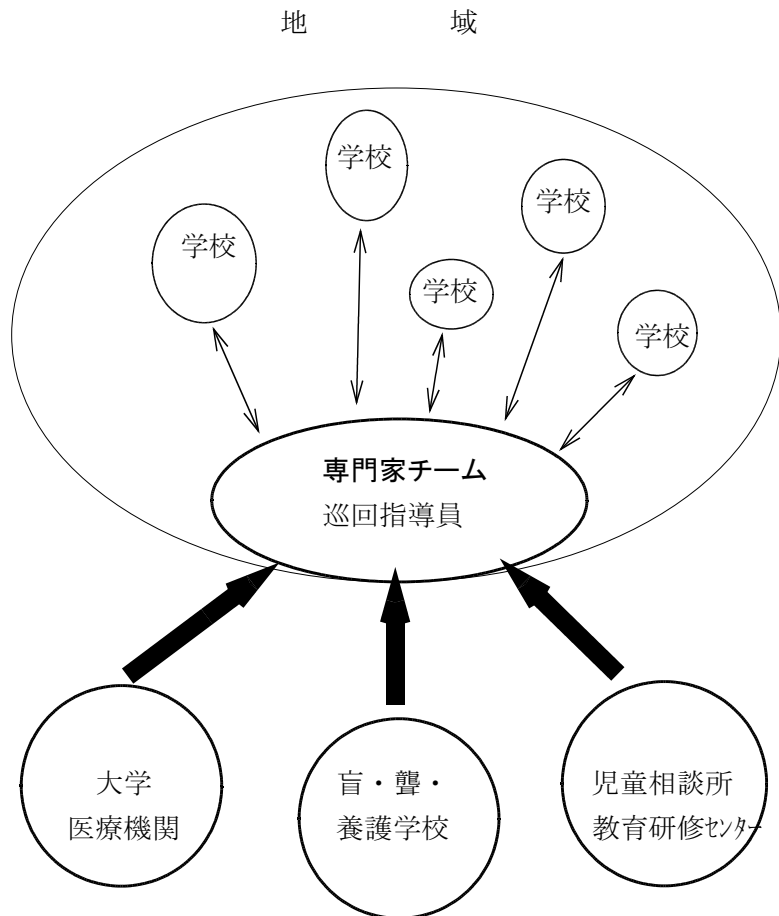 地 域
学校
学校
学校
学校
学校
専門家チーム
巡回指導員
大学
医療機関
盲・聾・
養護学校
児童相談所
教育研修センター